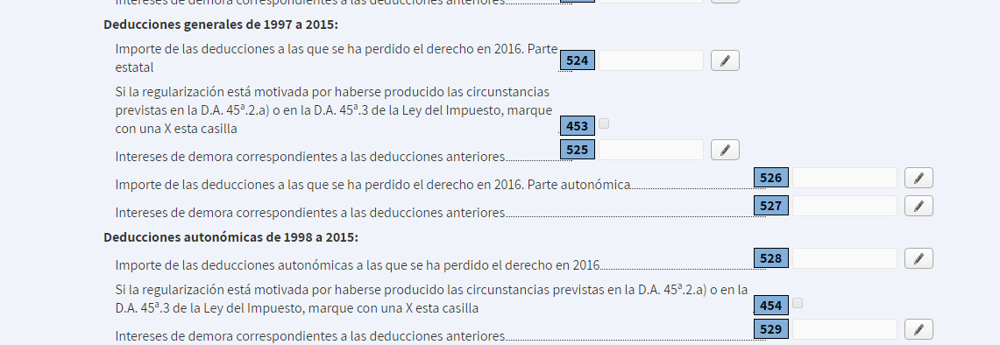 Intereses de demora correspondientes a las deducciones anteriores
Deducciones generales de 1997 a 2015:
Importe de las deducciones a las que se ha perdido el derecho en 2016. Parte
estatal
524
Si la regularización está motivada por haberse producido las circunstancias
previstas en la D.A. 45ª.2.a) o en la D.A. 45ª.3 de la Ley del Impuesto, marque
con una X esta casilla
453
Intereses de demora correspondientes a las deducciones anteriores
525
Importe de las deducciones a las que se ha perdido el derecho en 2016. Parte autonómica
526
Intereses de demora correspondientes a las deducciones anteriores
527
Deducciones autonómicas de 1998 a 2015:
Importe de las deducciones autonómicas a las que se ha perdido el derecho en 2016
528
Si la regularización está motivada por haberse producido las circunstancias previstas en la D.A. 45ª.2.a) o en la
D.A. 45ª.3 de la Ley del Impuesto, marque con una X esta casilla
454
Intereses de demora correspondientes a las deducciones anteriores
529